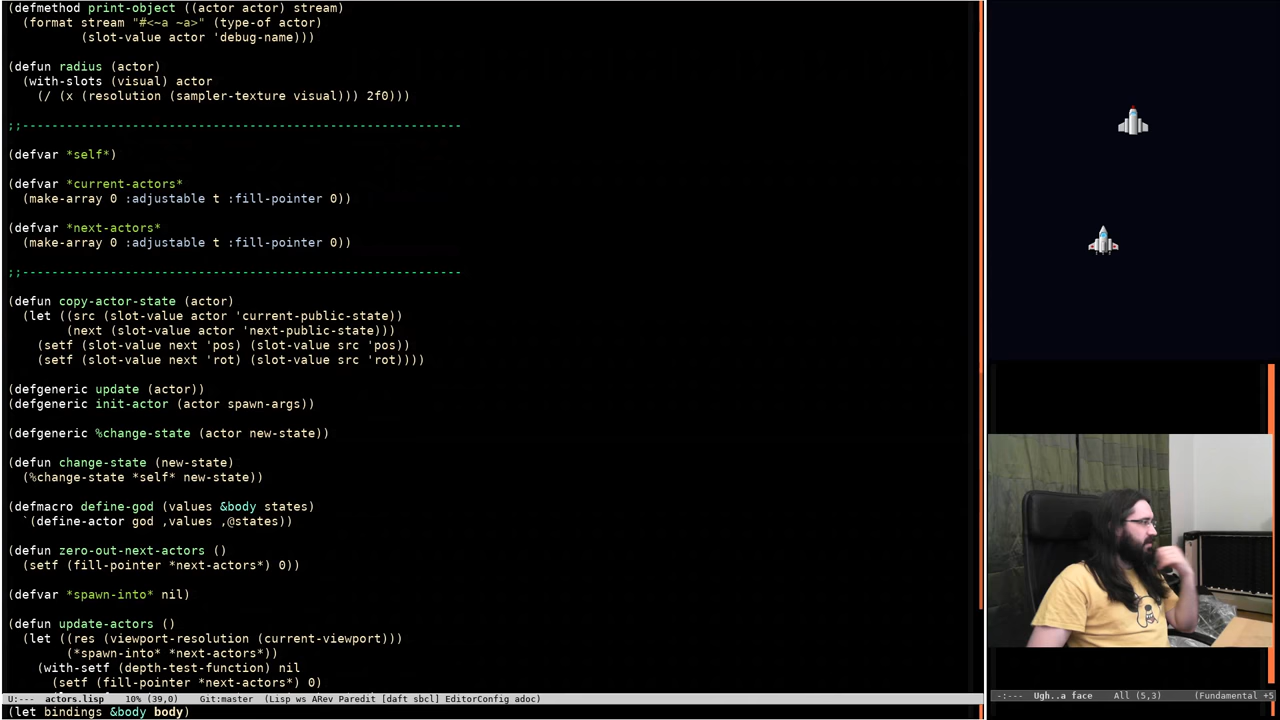 (defmethod print-object ((actor actor) stream)
  (format stream "#<~a ~a>" (type-of actor)
          (slot-value actor 'debug-name)))
(defun radius (actor)
  (with-slots (visual) actor
    (/ (x (resolution (sampler-texture visual))) 2f0)))
;;------------------------------------------------------------
(defvar *self*)
(defvar *current-actors*
  (make-array 0 :adjustable t :fill-pointer 0))
(defvar *next-actors*
  (make-array 0 :adjustable t :fill-pointer 0))
;;------------------------------------------------------------
(defun copy-actor-state (actor)
  (let ((src (slot-value actor 'current-public-state))
        (next (slot-value actor 'next-public-state)))
    (setf (slot-value next 'pos) (slot-value src 'pos))
    (setf (slot-value next 'rot) (slot-value src 'rot))))
(defgeneric update (actor))
(defgeneric init-actor (actor spawn-args))
(defgeneric %change-state (actor new-state))
(defun change-state (new-state)
  (%change-state *self* new-state))
(defmacro define-god (values &body states)
  `(define-actor god ,values ,@states))
(defun zero-out-next-actors ()
  (setf (fill-pointer *next-actors*) 0))
(defvar *spawn-into* nil)
(defun update-actors ()
  (let ((res (viewport-resolution (current-viewport)))
        (*spawn-into* *next-actors*))
    (with-setf (depth-test-function) nil
      (setf (fill-pointer *next-actors*) 0)
U:--- actors.lisp 10% (39,0) Git:master (Lisp ws ARev Paredit [daft sbcl] EditorConfig adoc)
-:--- Ugh..a face All (5,3) (Fundamental +5
(let bindings &body body)